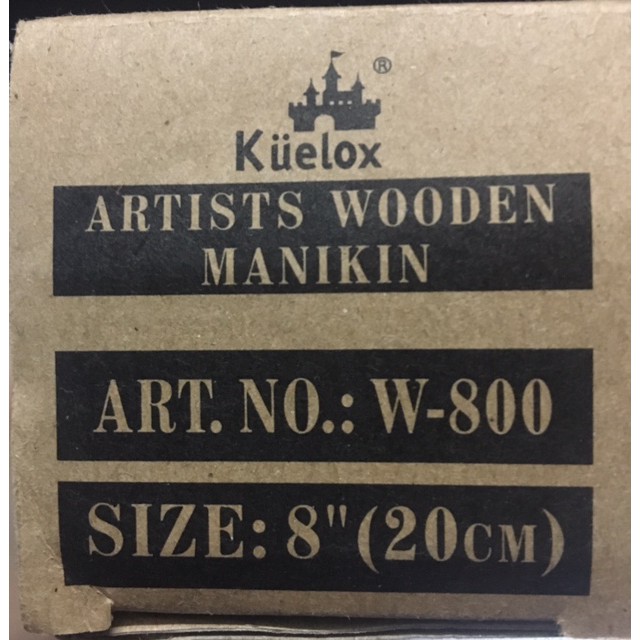 ®
Küelox
ARTISTS WOODEN
MANIKIN
ART. NO.: W-800
SIZE: 8" (20CM)